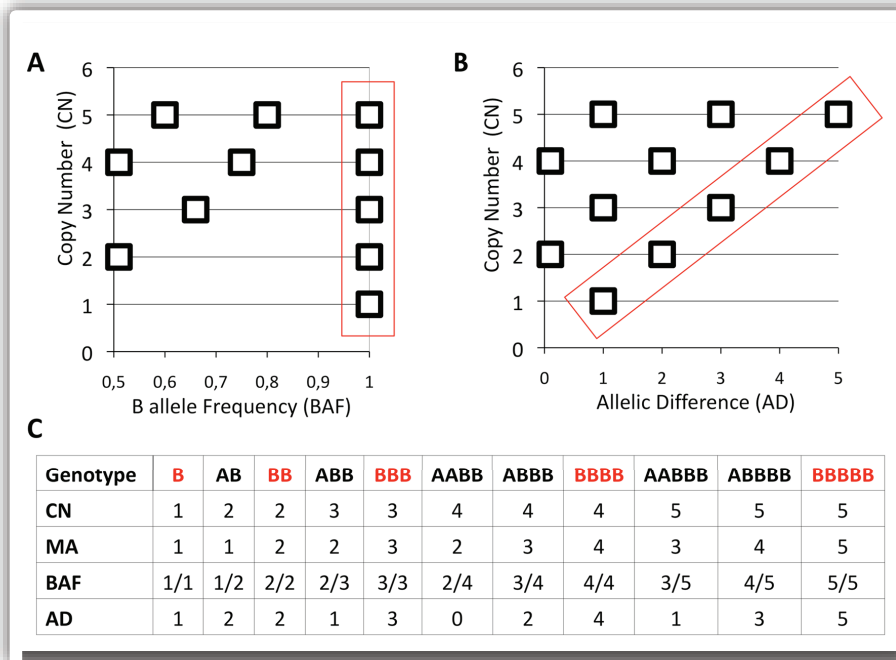 A
B
6
5
4
3
2
1
0
Copy Number (CN)
0,5 0,6 0,7 0,8 0,9 1
B allele Frequency (BAF)
6
5
4
3
2
1
0
Copy Number (CN)
0 1 2 3 4 5
Allelic Difference (AD)
C
Genotype B AB BB ABB BBB AABB ABBB BBBB AABBB ABBBB BBBBB
CN 1 2 2 3 3 4 4 4 5 5 5
MA 1 1 2 2 3 2 3 4 3 4 5
BAF 1/1 1/2 2/2 2/3 3/3 2/4 3/4 4/4 3/5 4/5 5/5
AD 1 2 2 1 3 0 2 4 1 3 5